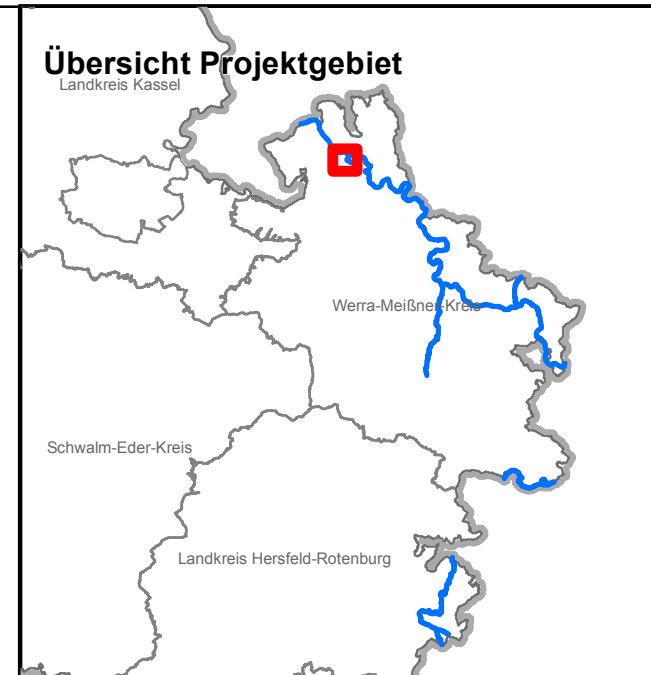 Übersicht Projektgebiet
Landkreis Kassel
Werra-Meißner-Kreis
Schwalm-Eder-Kreis
Landkreis Hersfeld-Rotenburg